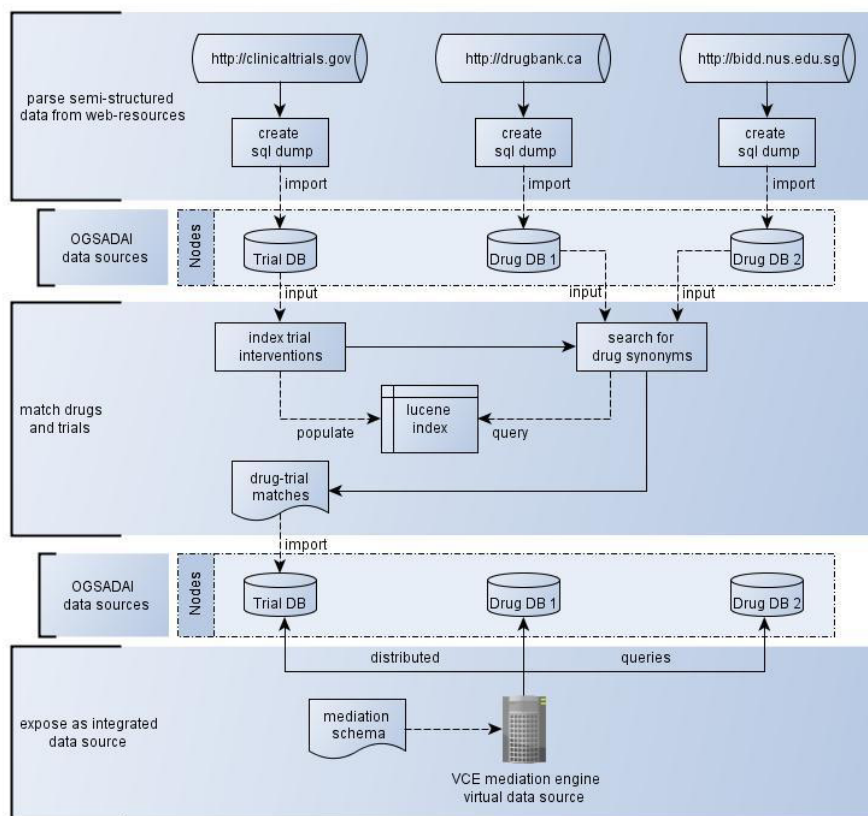 http://clinicaltrials.gov
http://drugbank.ca
http://bidd.nus.edu.sg
parse semi-structured
data from web-resources
create
sql dump
create
sql dump
create
sql dump
import
import
import
OGSADAI
data sources
Nodes
Trial DB
Drug DB 1
Drug DB 2
input
input
input
match drugs
and trials
index trial
interventions
search for
drug synonyms
lucene
index
populate
query
drug-trial
matches
import
OGSADAI
data sources
Nodes
Trial DB
Drug DB 1
Drug DB 2
distributed
queries
expose as integrated
data source
mediation
schema
VCE mediation engine
virtual data source